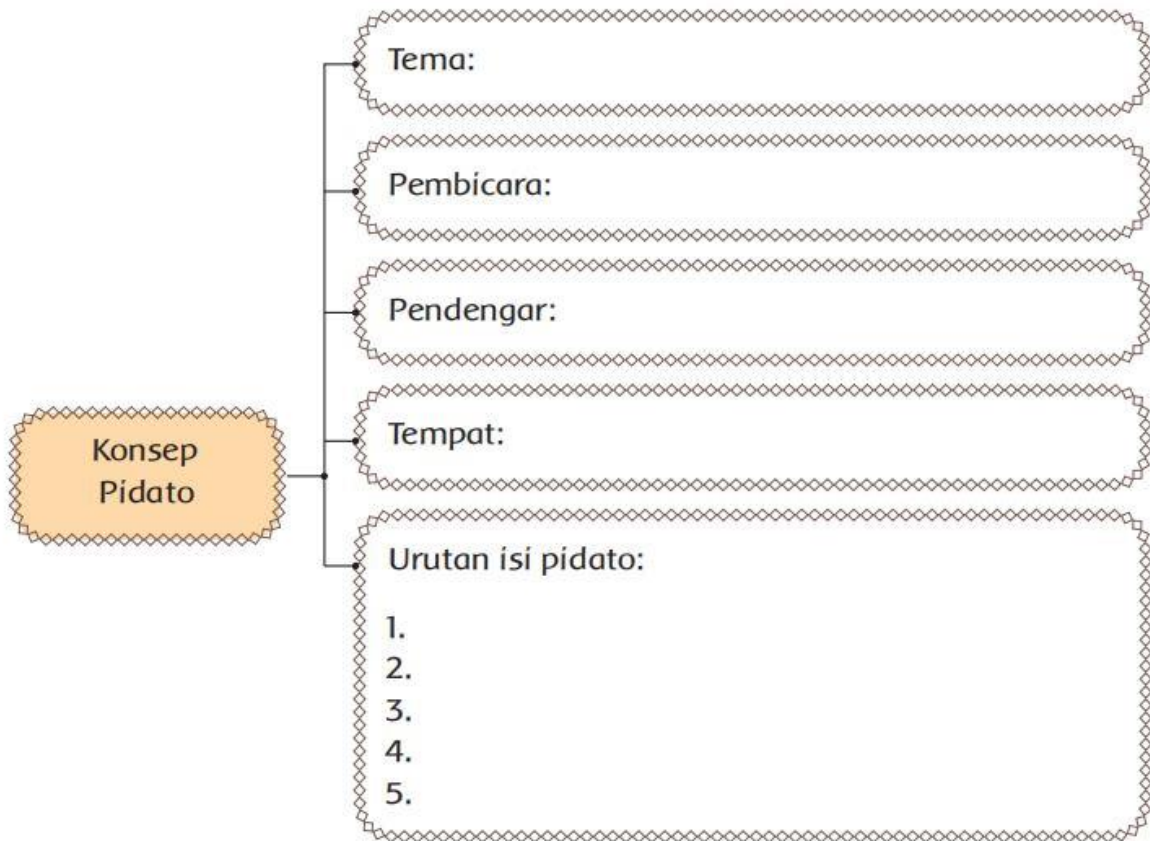 Tema:
Pembicara:
Pendengar:
Tempat:
Konsep
Pidato
Urutan isi pidato:
1.
2.
3.
4.
5.